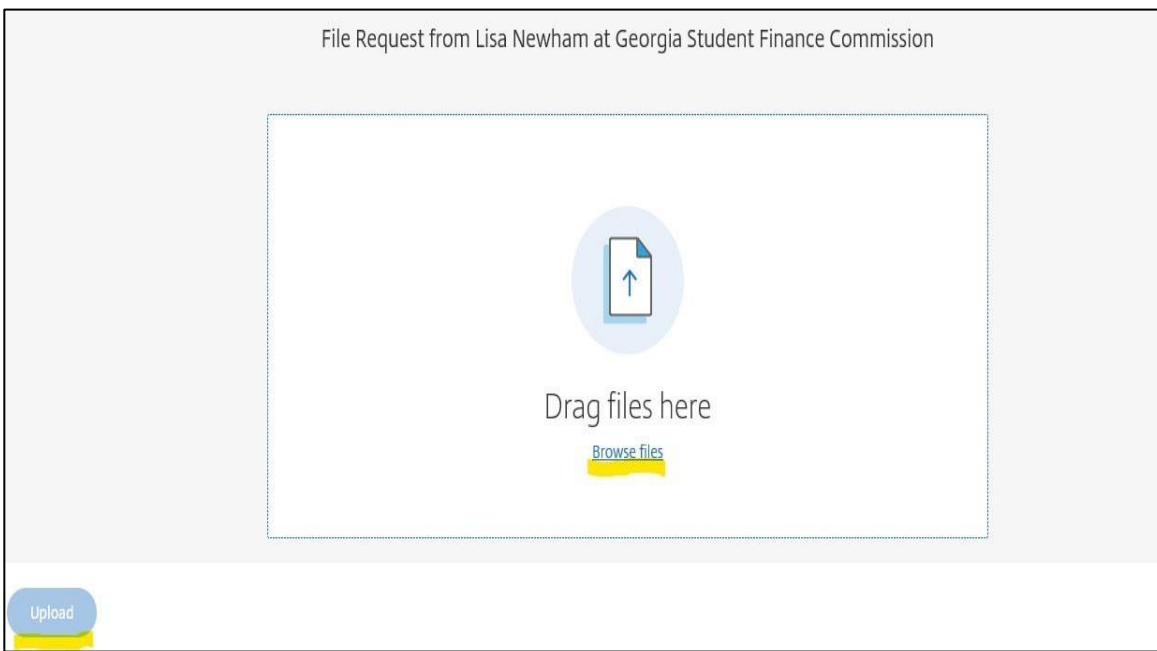 File Request from Lisa Newham at Georgia Student Finance Commission
Drag files here
Browse files
Upload